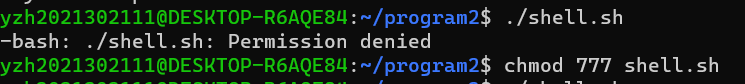 yzh2021302111@DESKTOP-R6AQE84:~/program2$ ./shell.sh
-bash: ./shell.sh: Permission denied
yzh2021302111@DESKTOP-R6AQE84:~/program2$ chmod 777 shell.sh